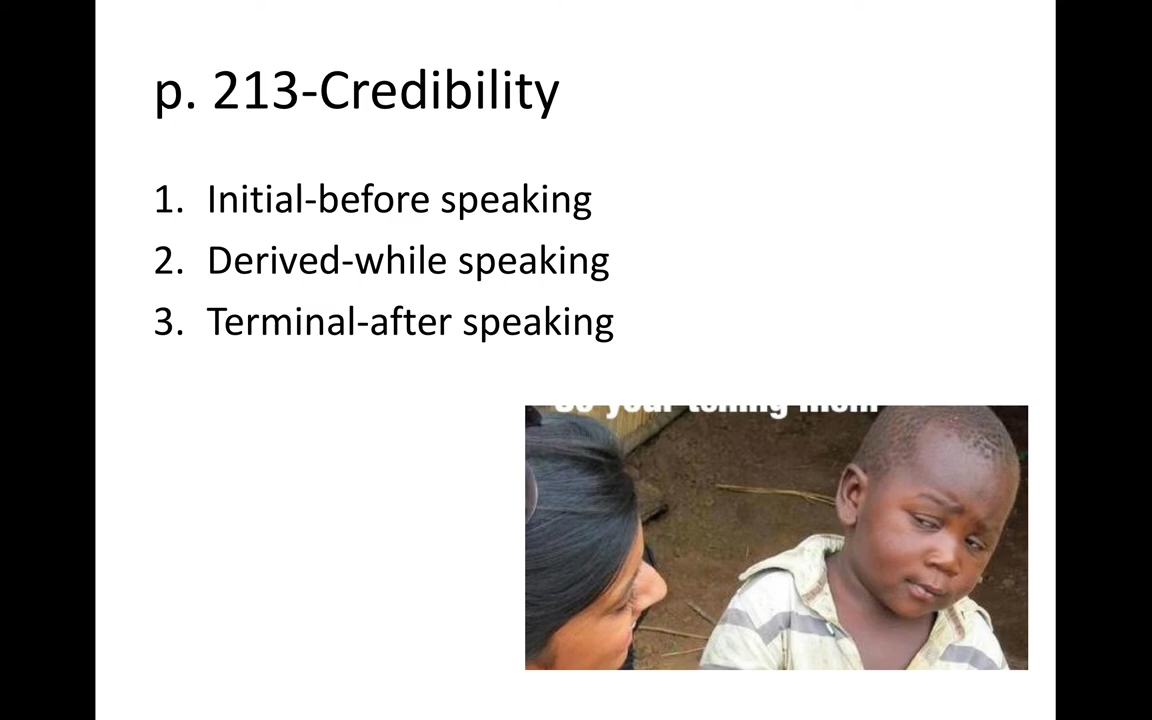 p. 213-Credibility
1. Initial-before speaking
2. Derived-while speaking
3. Terminal-after speaking